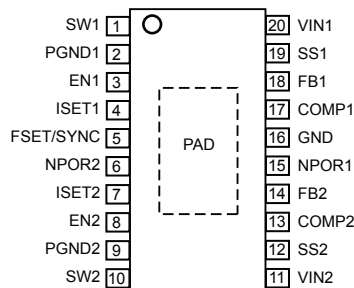 SW1 1 20 VIN1
PGND1 2 19 SS1
EN1 3 18 FB1
ISET1 4 17 COMP1
FSET/SYNC 5 16 GND
PAD
NPOR2 6 15 NPOR1
ISET2 7 14 FB2
EN2 8 13 COMP2
PGND2 9 12 SS2
SW2 10 11 VIN2